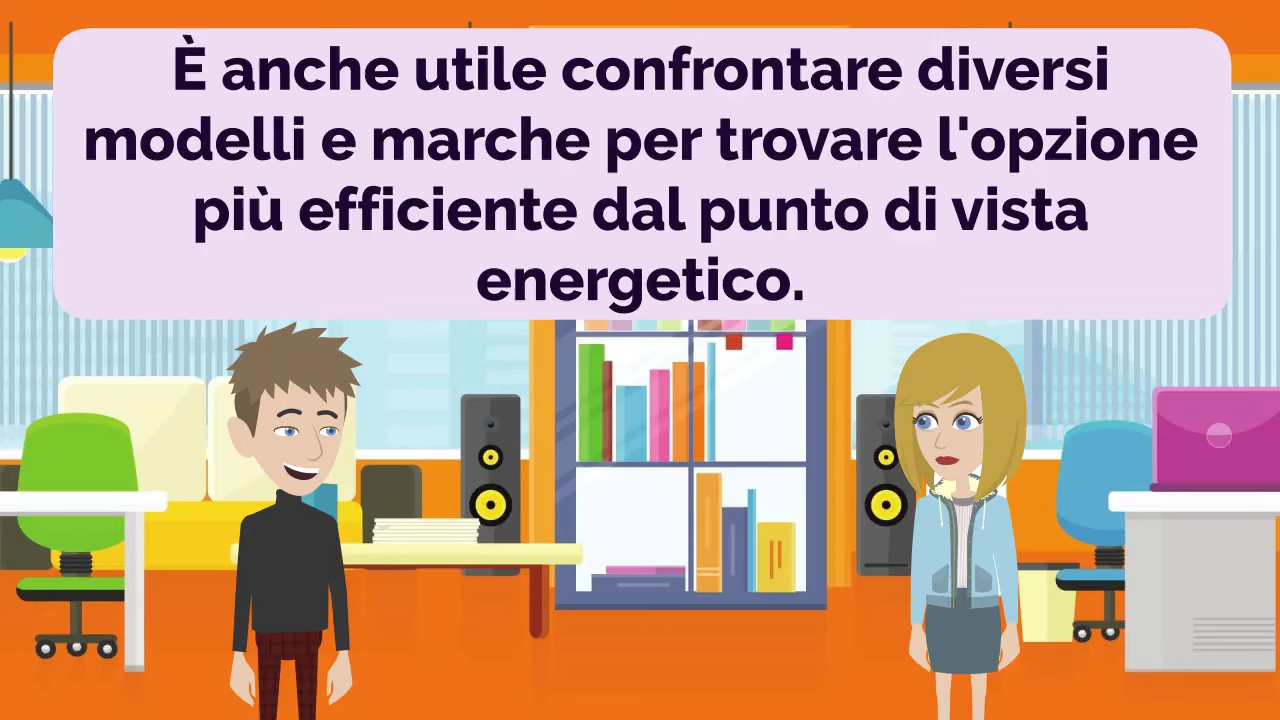 È anche utile confrontare diversi
modelli e marche per trovare l'opzione
più efficiente dal punto di vista
energetico.